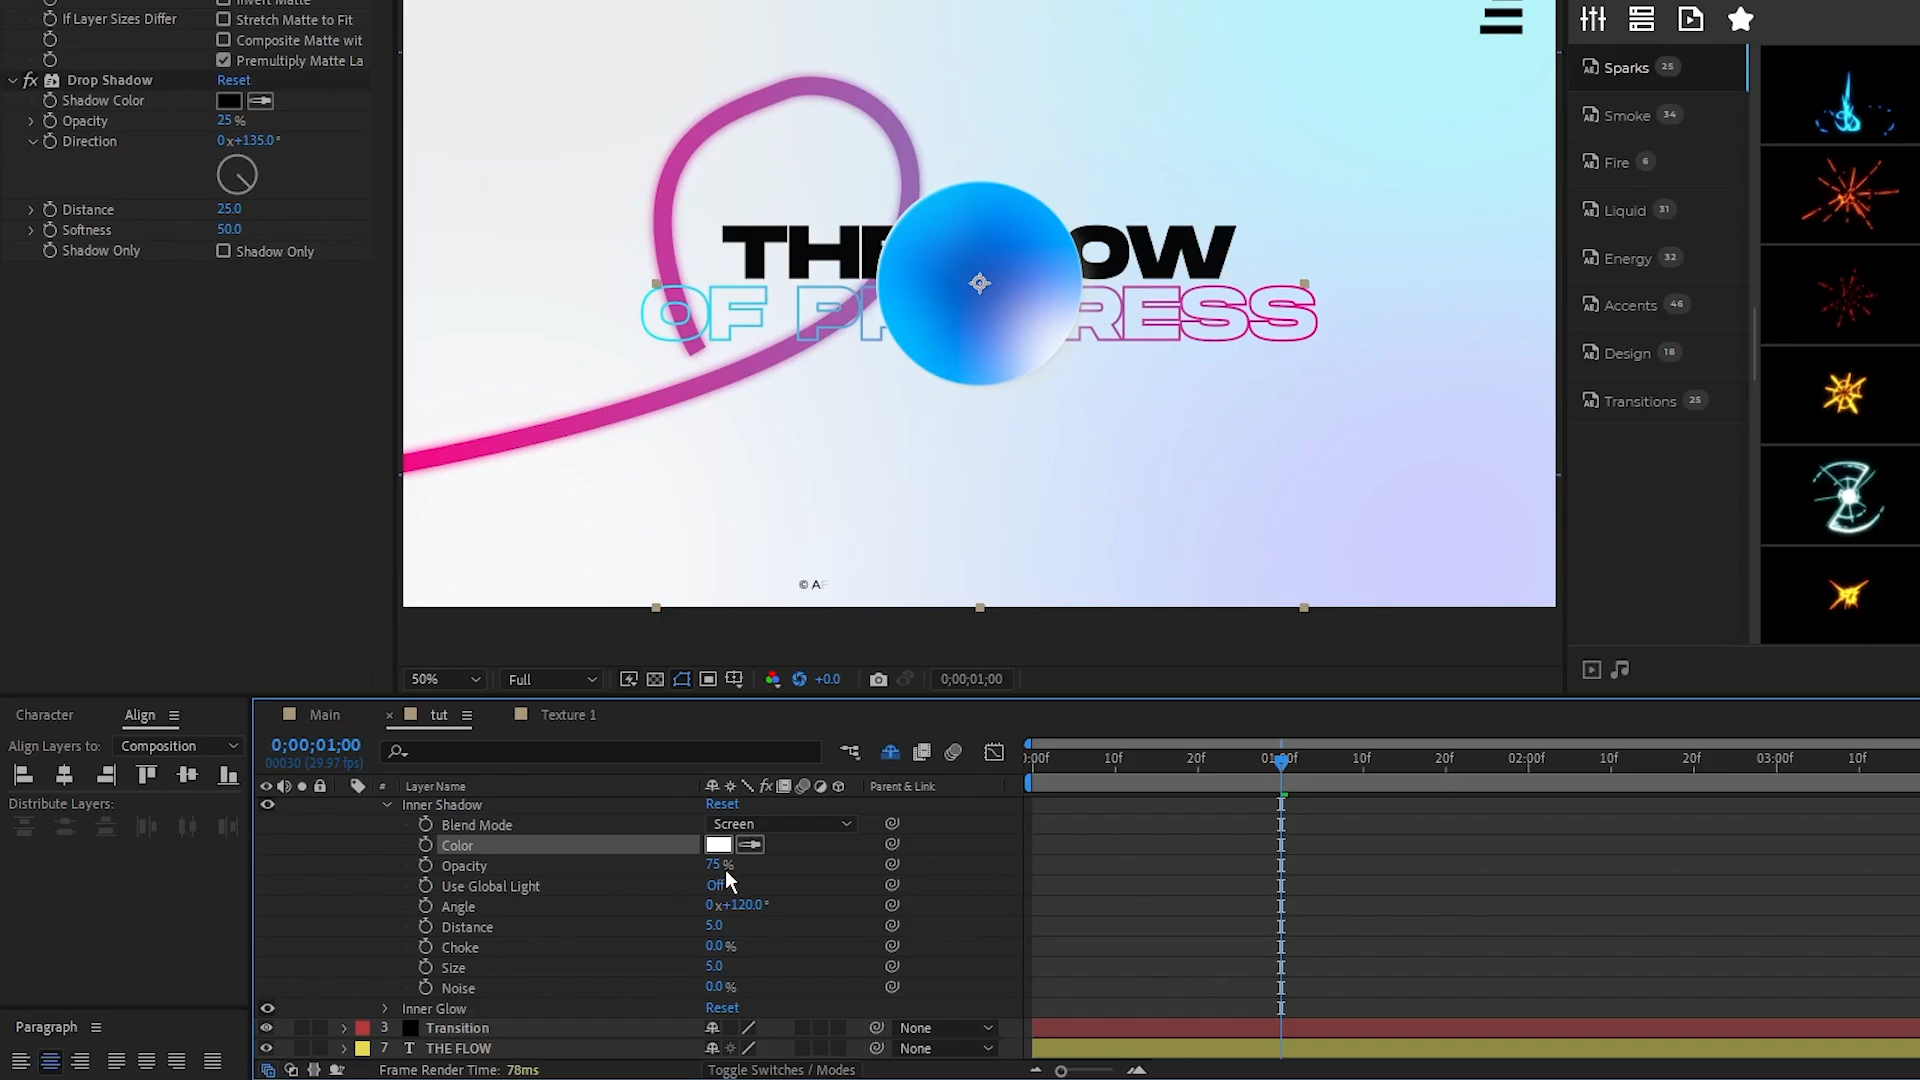 Invert Matte
If Layer Sizes Differ
Stretch Matte to Fit
Composite Matte wit
Premultiply Matte La
fx Drop Shadow Reset
Shadow Color
Opacity 25 %
Direction 0 x+135.0 °
Distance 25.0
Softness 50.0
Shadow Only Shadow Only
THE OW
OF P RESS
© AF
50% Full +0.0 0;00;01;00
Sparks 25
Smoke 34
Fire 6
Liquid 31
Energy 32
Accents 46
Design 18
Transitions 25
Character Align
Align Layers to: Composition
Distribute Layers:
Paragraph
Main × tut Texture 1
0;00;01;00
00030 (29.97 fps)
:00f 10f 20f 01:00f 10f 20f 02:00f 10f 20f 03:00f 10f
# Layer Name fx Parent & Link
Inner Shadow Reset
Blend Mode Screen
Color
Opacity 75 %
Use Global Light Off
Angle 0 x+120.0 °
Distance 5.0
Choke 0.0 %
Size 5.0
Noise 0.0 %
Inner Glow Reset
3 Transition None
7 T THE FLOW None
Frame Render Time: 78ms Toggle Switches / Modes